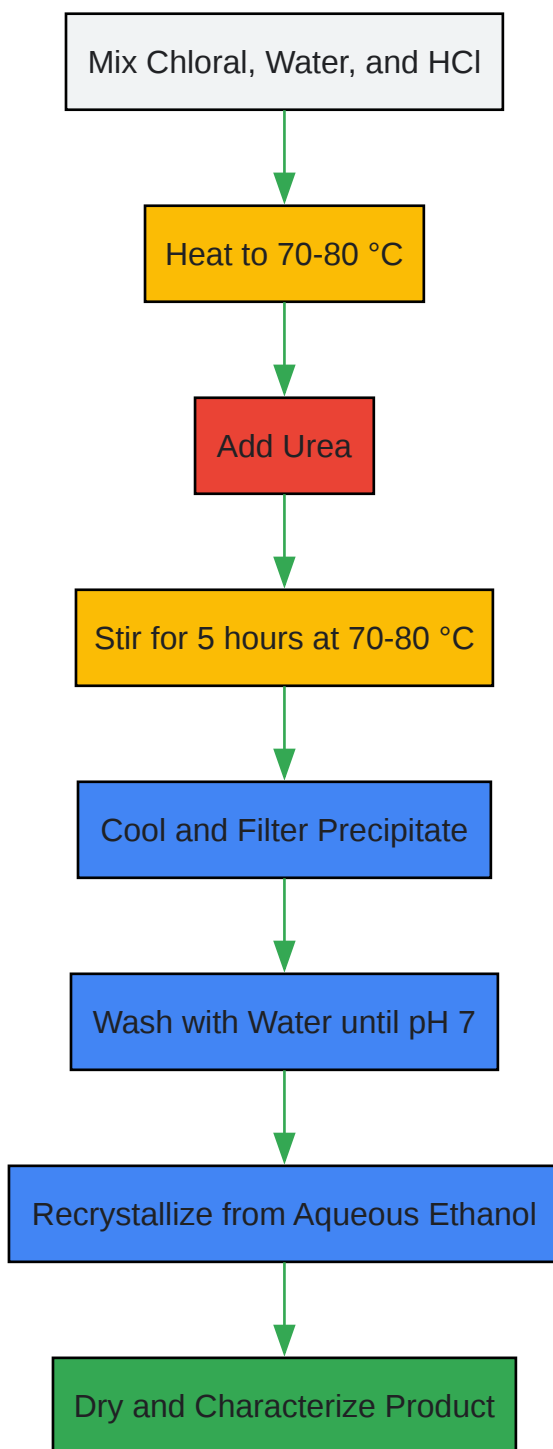 Mix Chloral, Water, and HCl
Heat to 70-80 °C
Add Urea
Stir for 5 hours at 70-80 °C
Cool and Filter Precipitate
Wash with Water until pH 7
Recrystallize from Aqueous Ethanol
Dry and Characterize Product